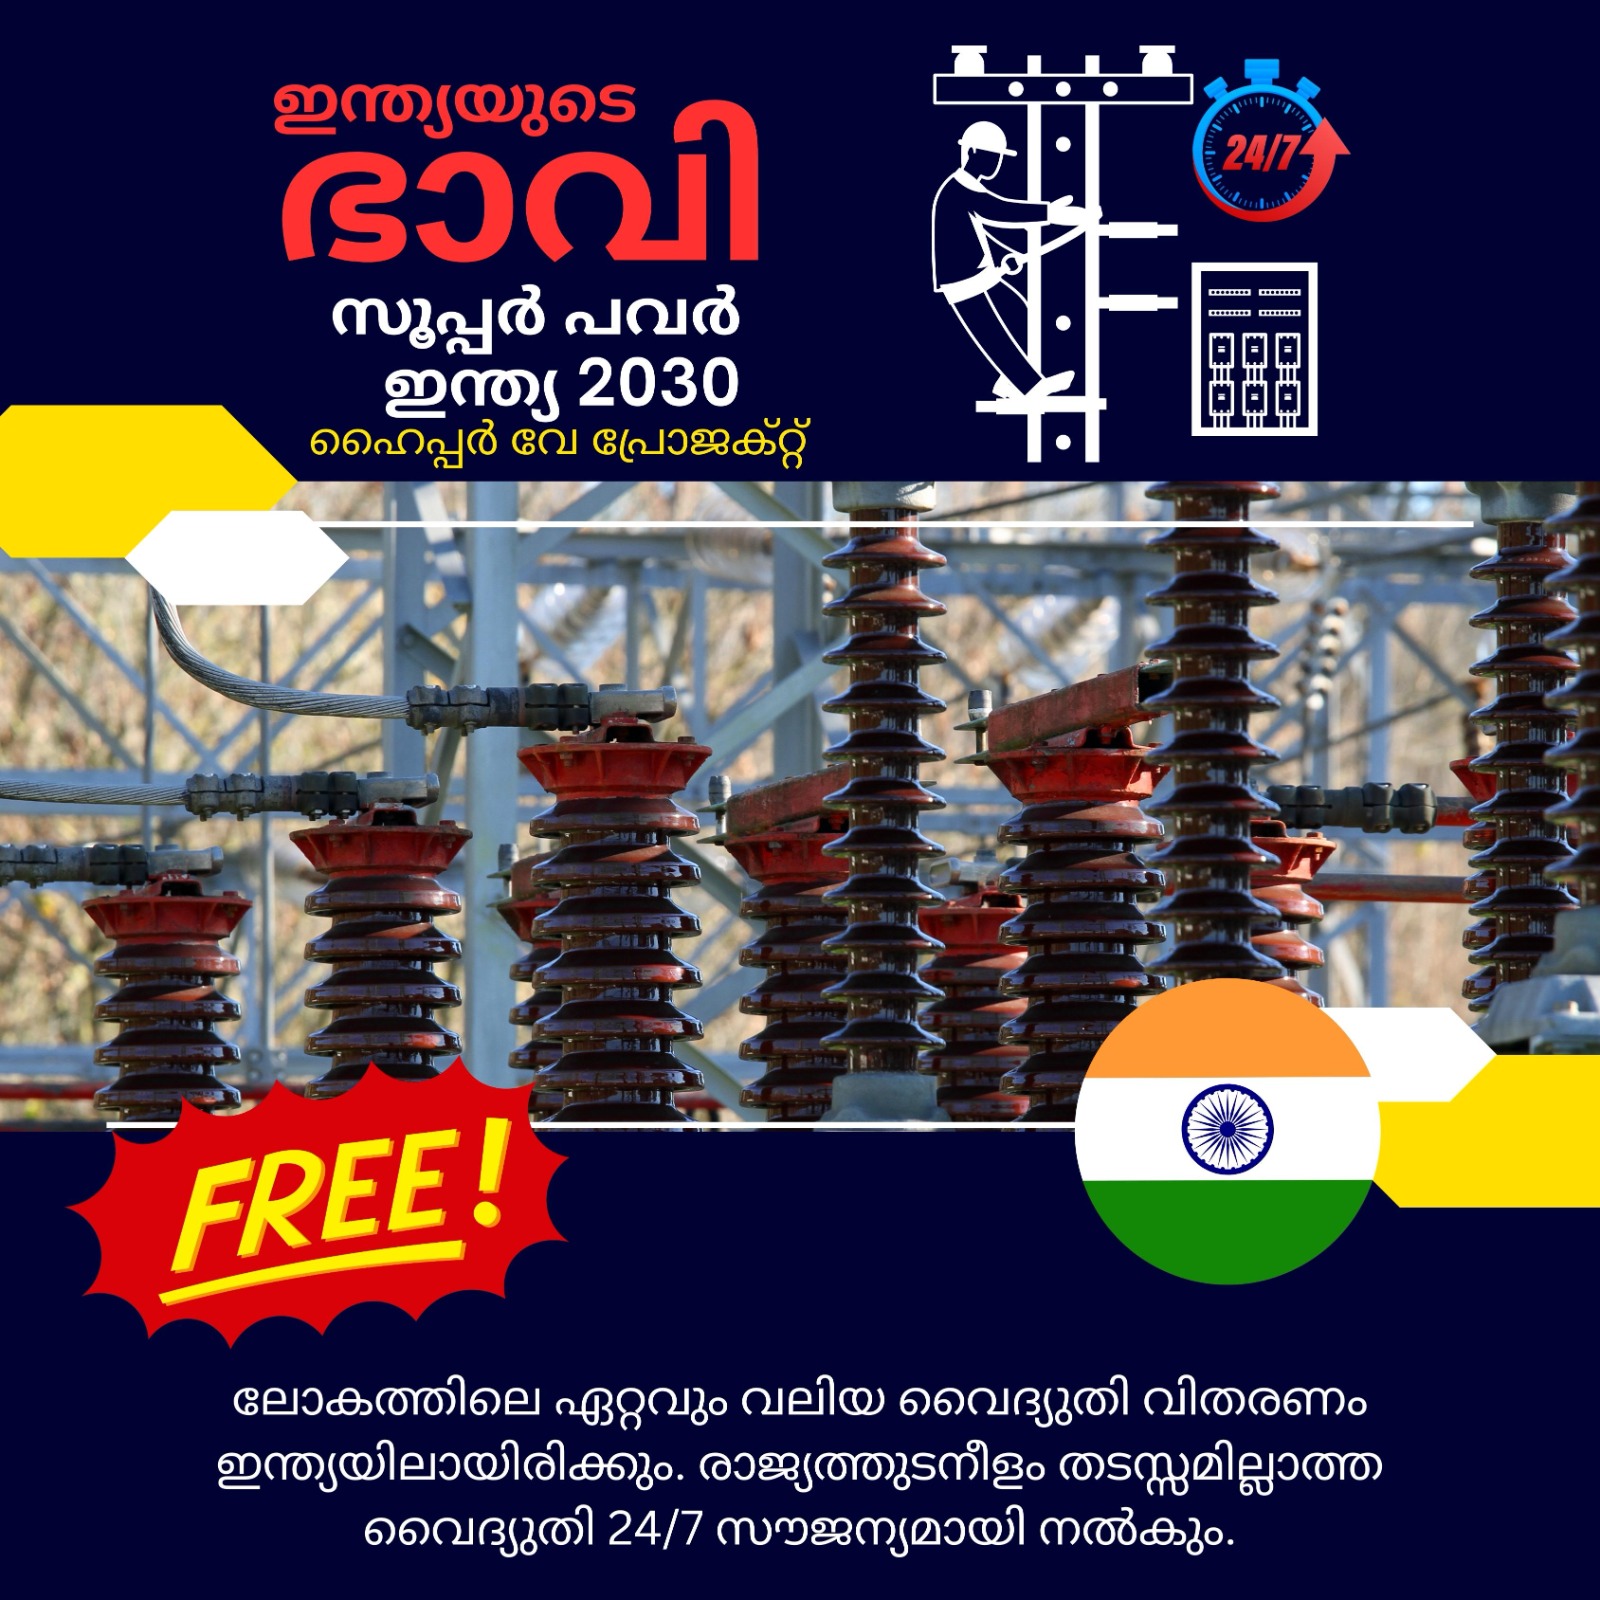 ഇന്ത്യയുടെ
ഭാവി
സൂപ്പർ പവർ
ഇന്ത്യ 2030
ഹൈപ്പർ വേ പ്രോജക്റ്റ്
24/7
FREE!
ലോകത്തിലെ ഏറ്റവും വലിയ വൈദ്യുതി വിതരണം
ഇന്ത്യയിലായിരിക്കും. രാജ്യത്തുടനീളം തടസ്സമില്ലാത്ത
വൈദ്യുതി 24/7 സൗജന്യമായി നൽകും.